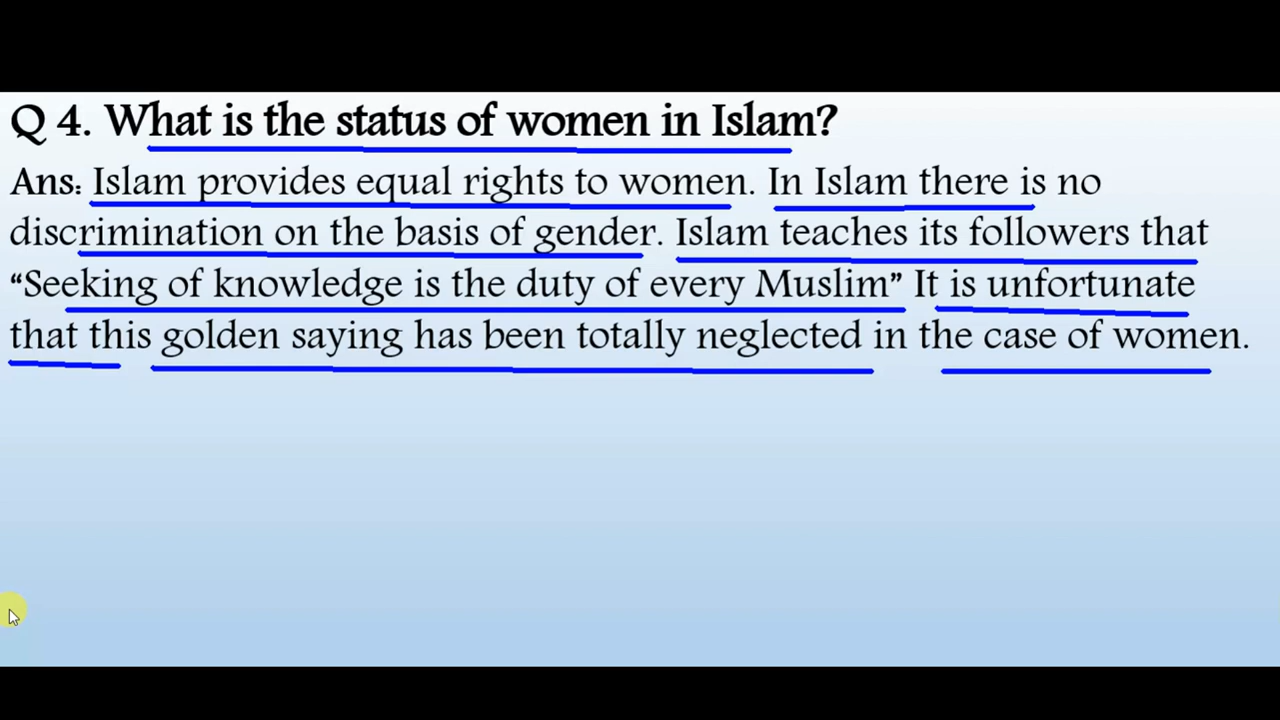 Q 4. What is the status of women in Islam?
Ans: Islam provides equal rights to women. In Islam there is no
discrimination on the basis of gender. Islam teaches its followers that
“Seeking of knowledge is the duty of every Muslim” It is unfortunate
that this golden saying has been totally neglected in the case of women.